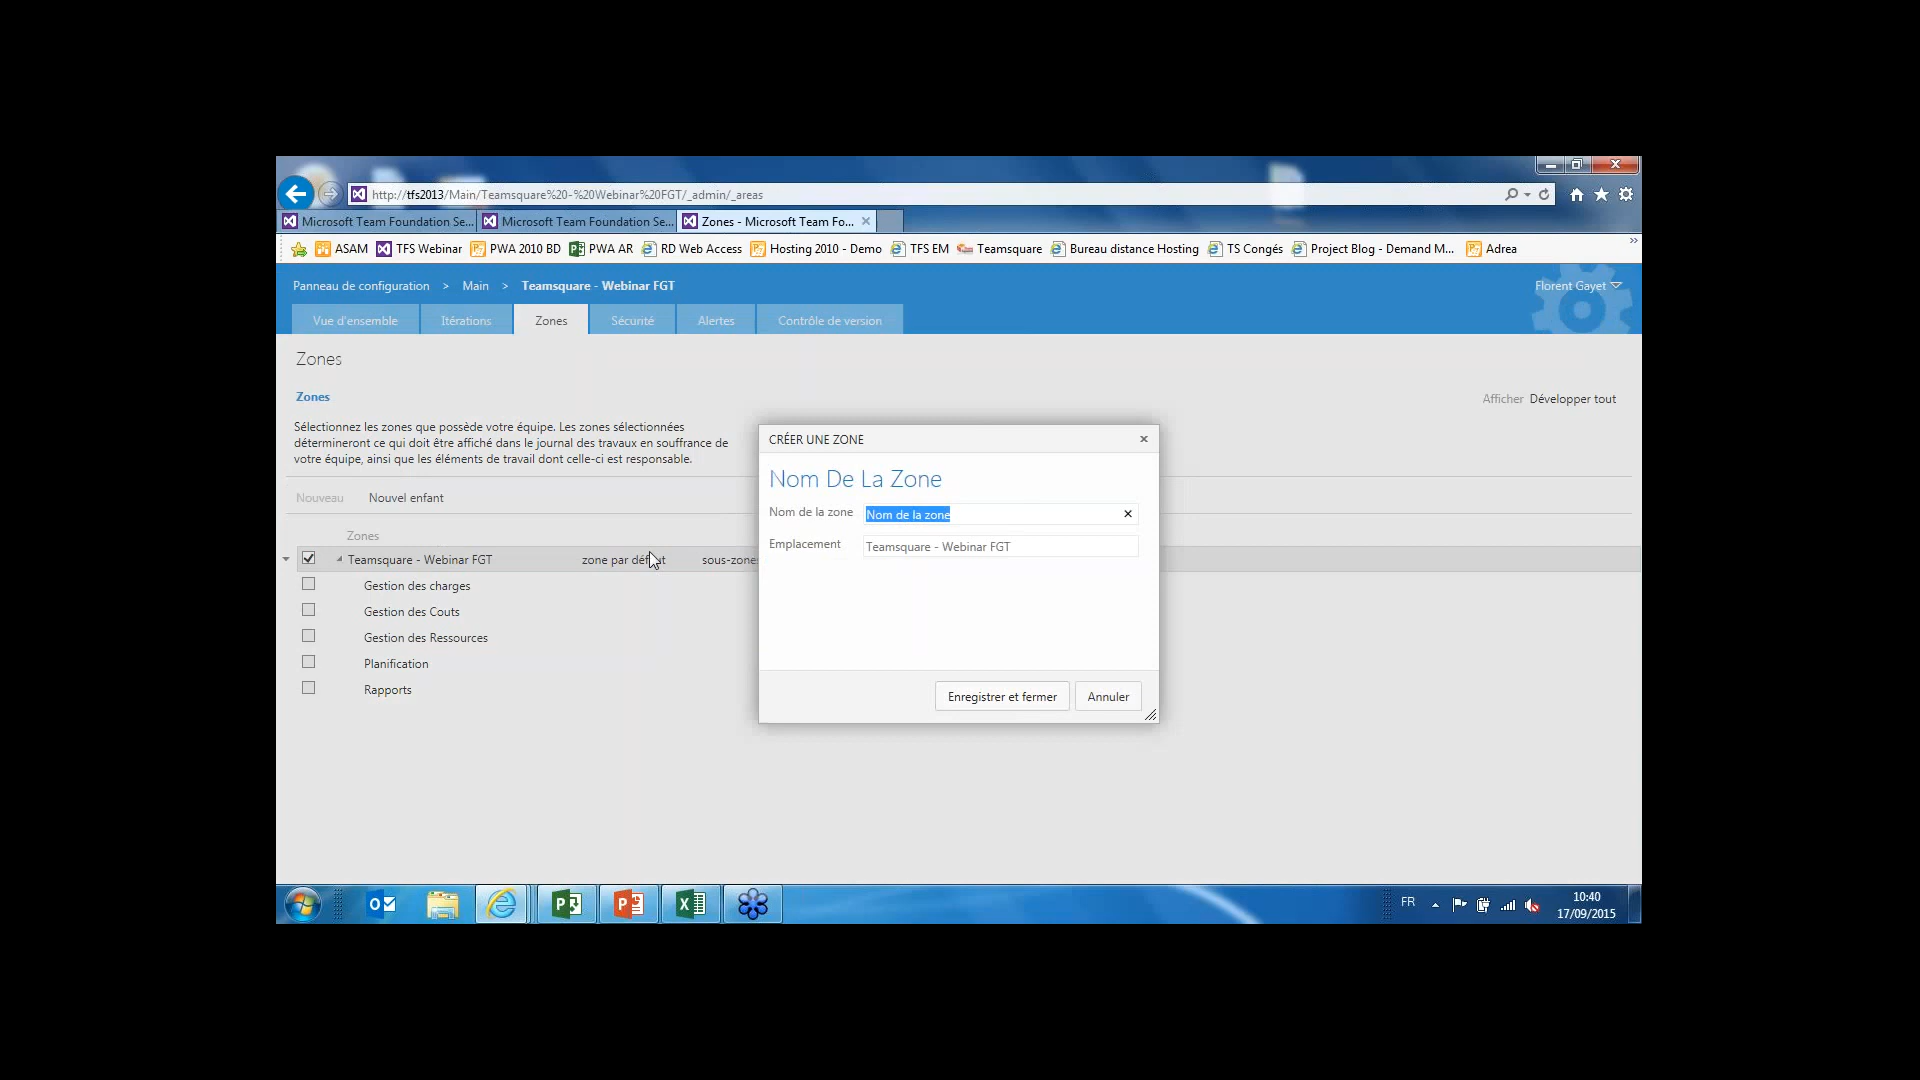 http://tfs2013/Main/Teamsquare%20-%20Webinar%20FGT/_admin/_areas
Microsoft Team Foundation Se... Microsoft Team Foundation Se... Zones - Microsoft Team Fo...
ASAM TFS Webinar PWA 2010 BD PWA AR RD Web Access Hosting 2010 - Demo TFS EM Teamsquare Bureau distance Hosting TS Congés Project Blog - Demand M... Adrea
Panneau de configuration > Main > Teamsquare - Webinar FGT Florent Gayet
Vue d'ensemble Itérations Zones Sécurité Alertes Contrôle de version
Zones
Zones
Afficher Développer tout
Sélectionnez les zones que possède votre équipe. Les zones sélectionnées
détermineront ce qui doit être affiché dans le journal des travaux en souffrance de
votre équipe, ainsi que les éléments de travail dont celle-ci est responsable.
Nouveau Nouvel enfant
Zones
Teamsquare - Webinar FGT zone par défaut sous-zone
Gestion des charges
Gestion des Couts
Gestion des Ressources
Planification
Rapports
CRÉER UNE ZONE
Nom De La Zone
Nom de la zone Nom de la zone
Emplacement Teamsquare - Webinar FGT
Enregistrer et fermer Annuler
FR
10:40
17/09/2015